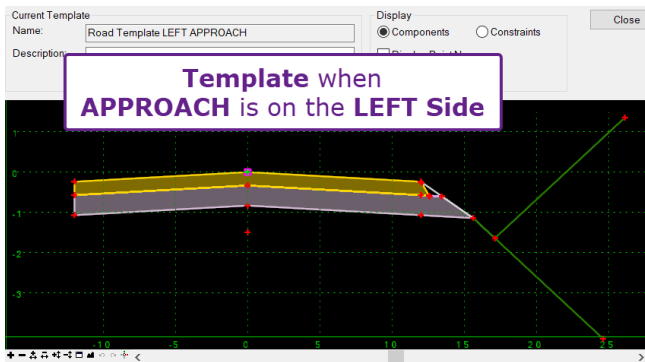 Current Template
Name:
Road Template LEFT APPROACH
Description:
Display
Components
Constraints
Close
Template when
APPROACH is on the LEFT Side
1
0
-1
-2
-3
-10
-5
0
5
10
15
20
25